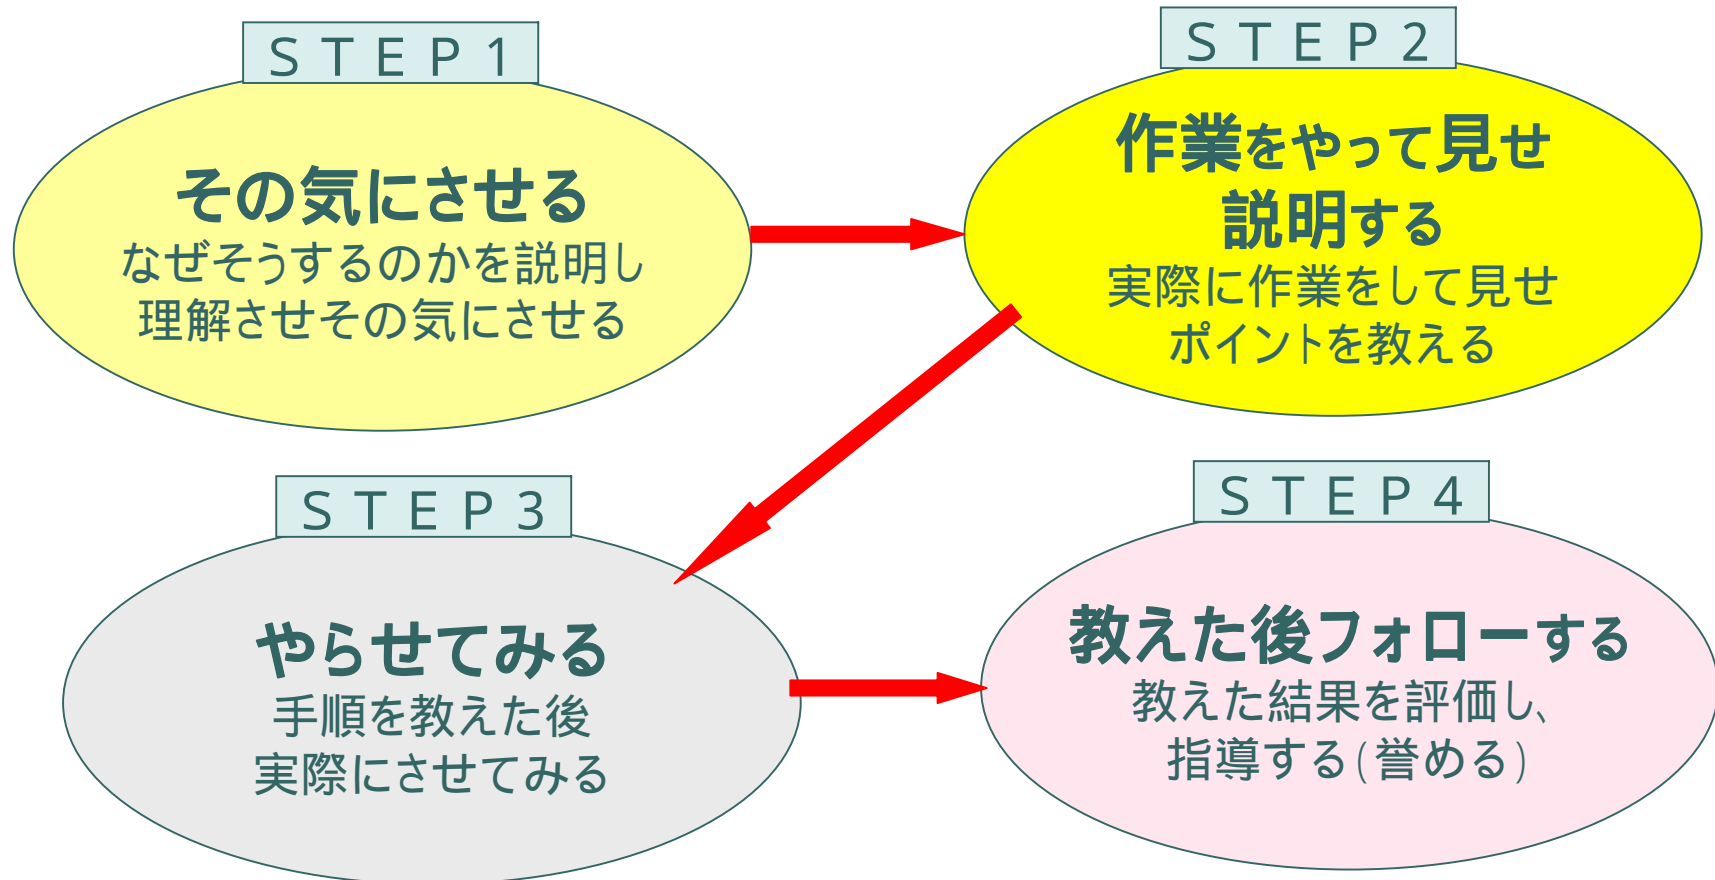 ＳＴＥＰ１
その気にさせる
なぜそうするのかを説明し
理解させその気にさせる
ＳＴＥＰ２
作業をやって見せ
説明する
実際に作業をして見せ
ポイントを教える
ＳＴＥＰ３
やらせてみる
手順を教えた後
実際にさせてみる
ＳＴＥＰ４
教えた後フォローする
教えた結果を評価し、
指導する(誉める)